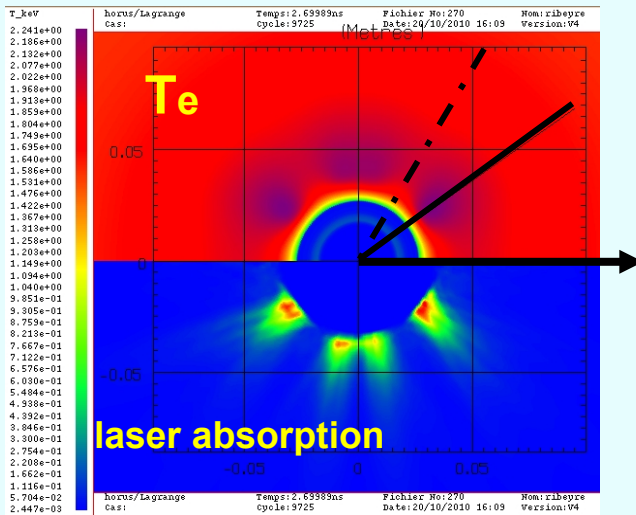 T_keV
horus/Lagrange Temps:2.69989ns Fichier No:270 Nom:ribeyre
Cas: Cycle:9725 Date:20/10/2010 16:09 Version:V4
(Metres )
2.241e+00
2.186e+00
2.132e+00
2.077e+00
2.022e+00
1.968e+00
1.913e+00
1.859e+00
1.804e+00
1.749e+00
1.695e+00
1.640e+00
1.586e+00
1.531e+00
1.476e+00
1.422e+00
1.367e+00
1.313e+00
1.258e+00
1.203e+00
1.149e+00
1.094e+00
1.040e+00
9.851e-01
9.305e-01
8.759e-01
8.213e-01
7.667e-01
7.122e-01
6.576e-01
6.030e-01
5.484e-01
4.938e-01
4.392e-01
3.846e-01
3.300e-01
2.754e-01
2.208e-01
1.662e-01
1.116e-01
5.704e-02
2.447e-03
Te
0.05
0
-0.05
laser absorption
-0.05 0 0.05
horus/Lagrange Temps:2.69989ns Fichier No:270 Nom:ribeyre
Cas: Cycle:9725 Date:20/10/2010 16:09 Version:V4